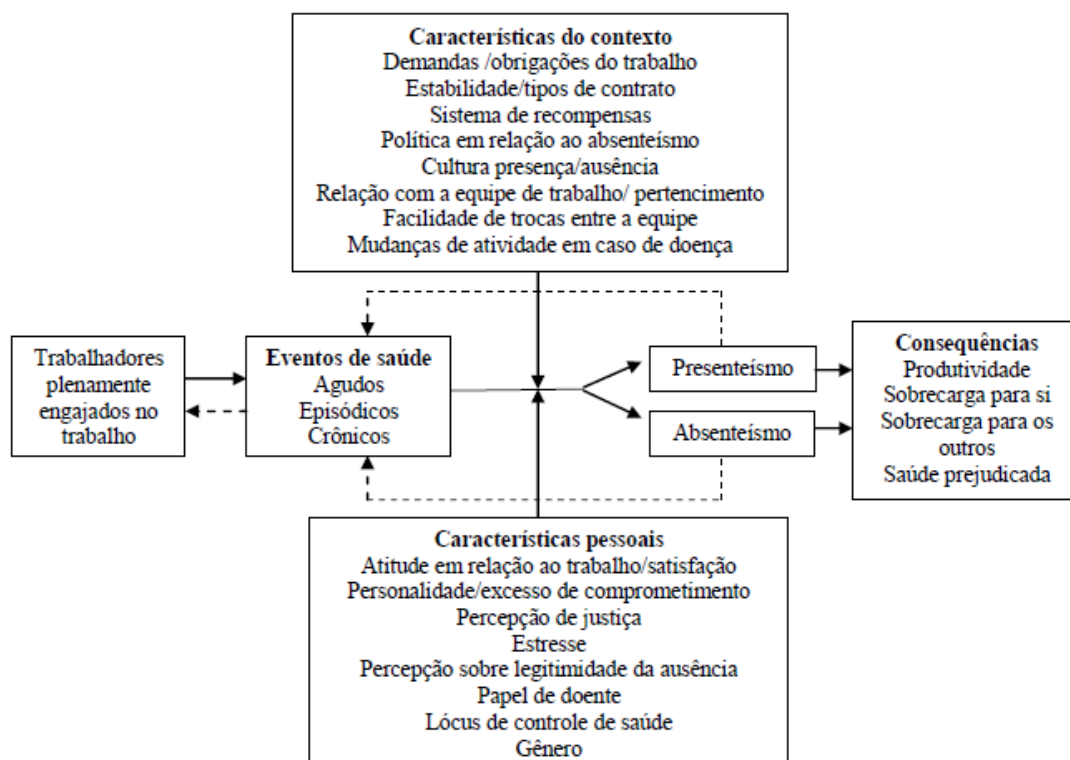 Características do contexto
Demandas /obrigações do trabalho
Estabilidade/tipos de contrato
Sistema de recompensas
Política em relação ao absenteísmo
Cultura presença/ausência
Relação com a equipe de trabalho/ pertencimento
Facilidade de trocas entre a equipe
Mudanças de atividade em caso de doença
Trabalhadores
plenamente
engajados no
trabalho
Eventos de saúde
Agudos
Episódicos
Crônicos
Presenteísmo
Absenteísmo
Consequências
Produtividade
Sobrecarga para si
Sobrecarga para os
outros
Saúde prejudicada
Características pessoais
Atitude em relação ao trabalho/satisfação
Personalidade/excesso de comprometimento
Percepção de justiça
Estresse
Percepção sobre legitimidade da ausência
Papel de doente
Lócus de controle de saúde
Gênero